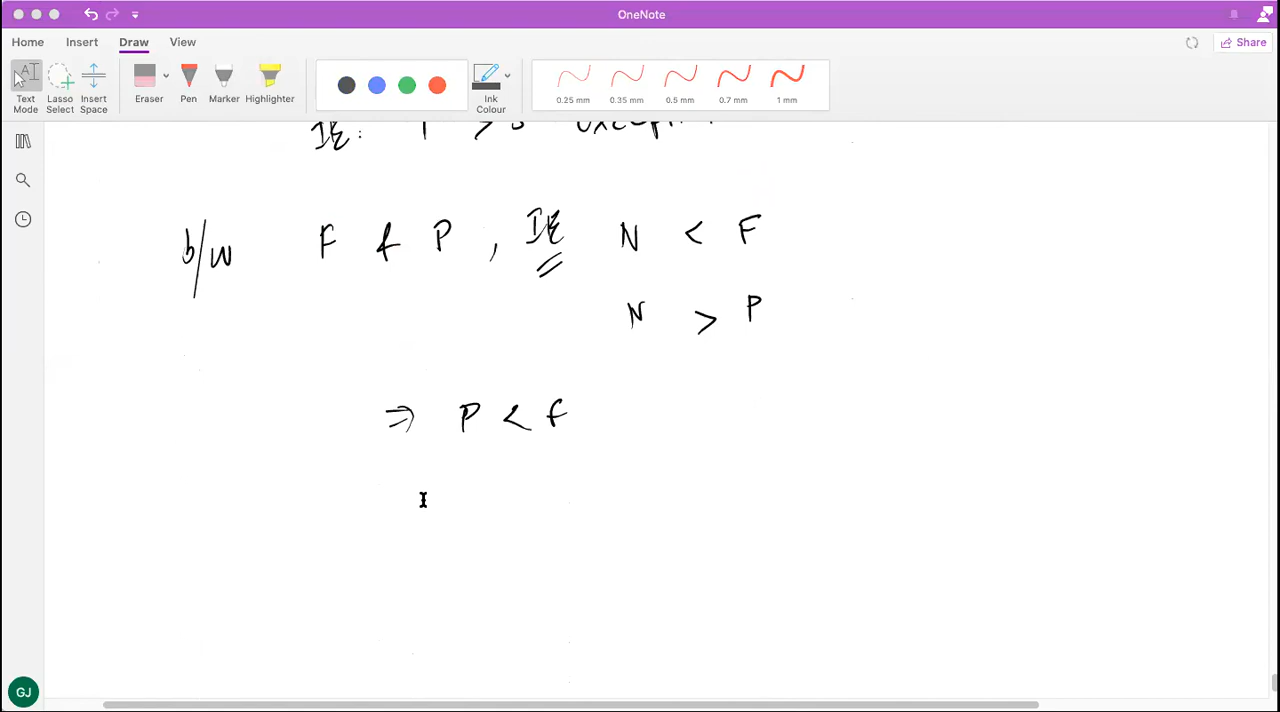 OneNote
Home Insert Draw View
Share
Text Mode
Lasso Select
Insert Space
Eraser
Pen
Marker
Highlighter
Ink Colour
0.25 mm 0.35 mm 0.5 mm 0.7 mm 1 mm
IE:
b/w F & P , IE N < F
N > P
⇒ P < F
GJ